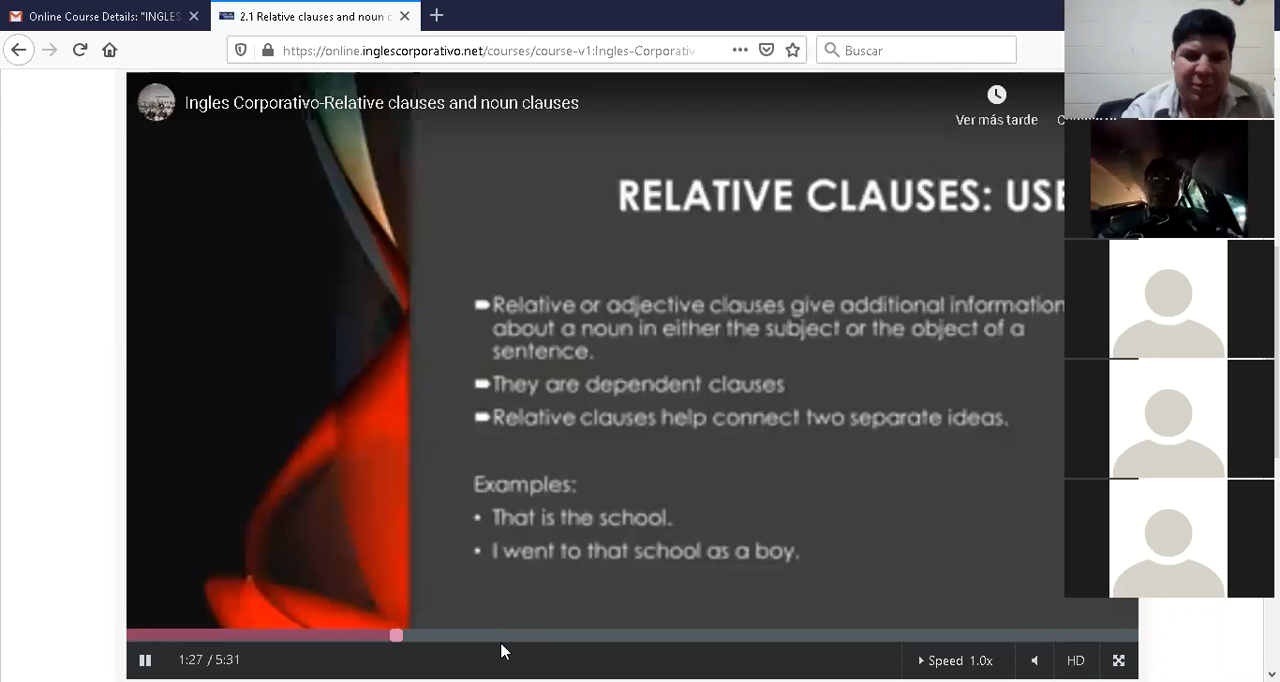 Online Course Details: "INGLES
2.1 Relative clauses and noun c
https://online.inglescorporativo.net/courses/course-v1:Ingles-Corporativ
Buscar
Ingles Corporativo-Relative clauses and noun clauses
Ver más tarde
RELATIVE CLAUSES: USE
Relative or adjective clauses give additional information
about a noun in either the subject or the object of a
sentence.
They are dependent clauses
Relative clauses help connect two separate ideas.
Examples:
• That is the school.
• I went to that school as a boy.
1:27 / 5:31
Speed 1.0x
HD